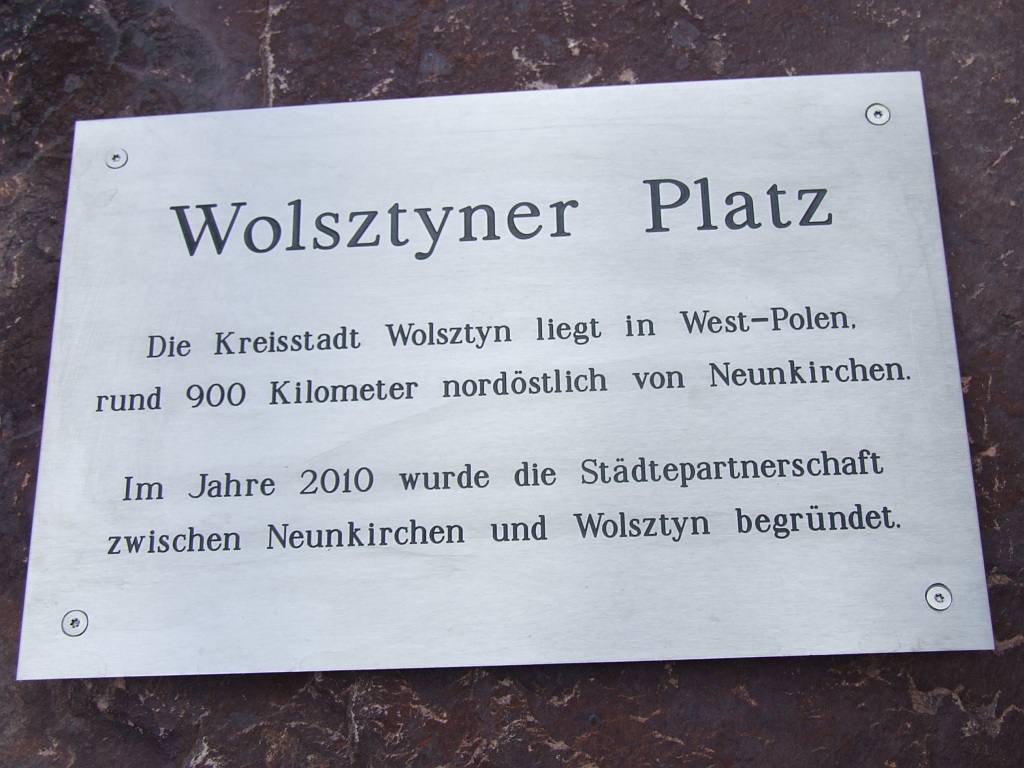 Wolsztyner Platz
Die Kreisstadt Wolsztyn liegt in West-Polen,
rund 900 Kilometer nordöstlich von Neunkirchen.
Im Jahre 2010 wurde die Städtepartnerschaft
zwischen Neunkirchen und Wolsztyn begründet.